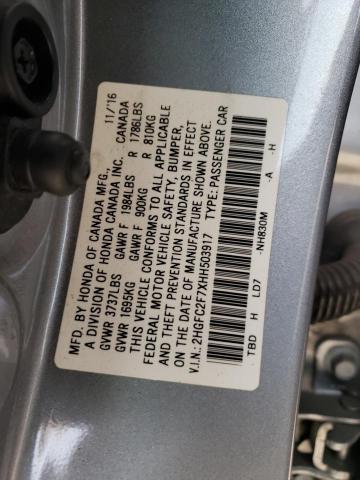 MFD. BY HONDA OF CANADA MFG. 11/'16
A DIVISION OF HONDA CANADA INC. CANADA
GVWR 3737LBS GAWR F 1984LBS R 1786LBS
GVWR 1695KG GAWR F 900KG R 810KG
THIS VEHICLE CONFORMS TO ALL APPLICABLE
FEDERAL MOTOR VEHICLE SAFETY, BUMPER,
AND THEFT PREVENTION STANDARDS IN EFFECT
ON THE DATE OF MANUFACTURE SHOWN ABOVE.
V.I.N.: 2HGFC2F7XHH503917 TYPE: PASSENGER CAR
TBD H LD7 -NH830M -A -H